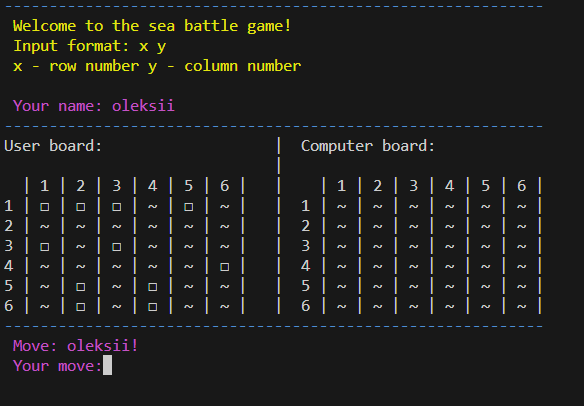 ------------------------------------------------------------
Welcome to the sea battle game!
Input format: x y
x - row number y - column number
Your name: oleksii
------------------------------------------------------------
User board:                   |  Computer board:
                              |
  | 1 | 2 | 3 | 4 | 5 | 6 |   |    | 1 | 2 | 3 | 4 | 5 | 6 |
1 | □ | □ | □ | ~ | □ | ~ |   |  1 | ~ | ~ | ~ | ~ | ~ | ~ |
2 | ~ | ~ | ~ | ~ | ~ | ~ |   |  2 | ~ | ~ | ~ | ~ | ~ | ~ |
3 | □ | ~ | □ | ~ | ~ | ~ |   |  3 | ~ | ~ | ~ | ~ | ~ | ~ |
4 | ~ | ~ | ~ | ~ | ~ | □ |   |  4 | ~ | ~ | ~ | ~ | ~ | ~ |
5 | ~ | □ | ~ | □ | ~ | ~ |   |  5 | ~ | ~ | ~ | ~ | ~ | ~ |
6 | ~ | □ | ~ | □ | ~ | ~ |   |  6 | ~ | ~ | ~ | ~ | ~ | ~ |
------------------------------------------------------------
Move: oleksii!
Your move: